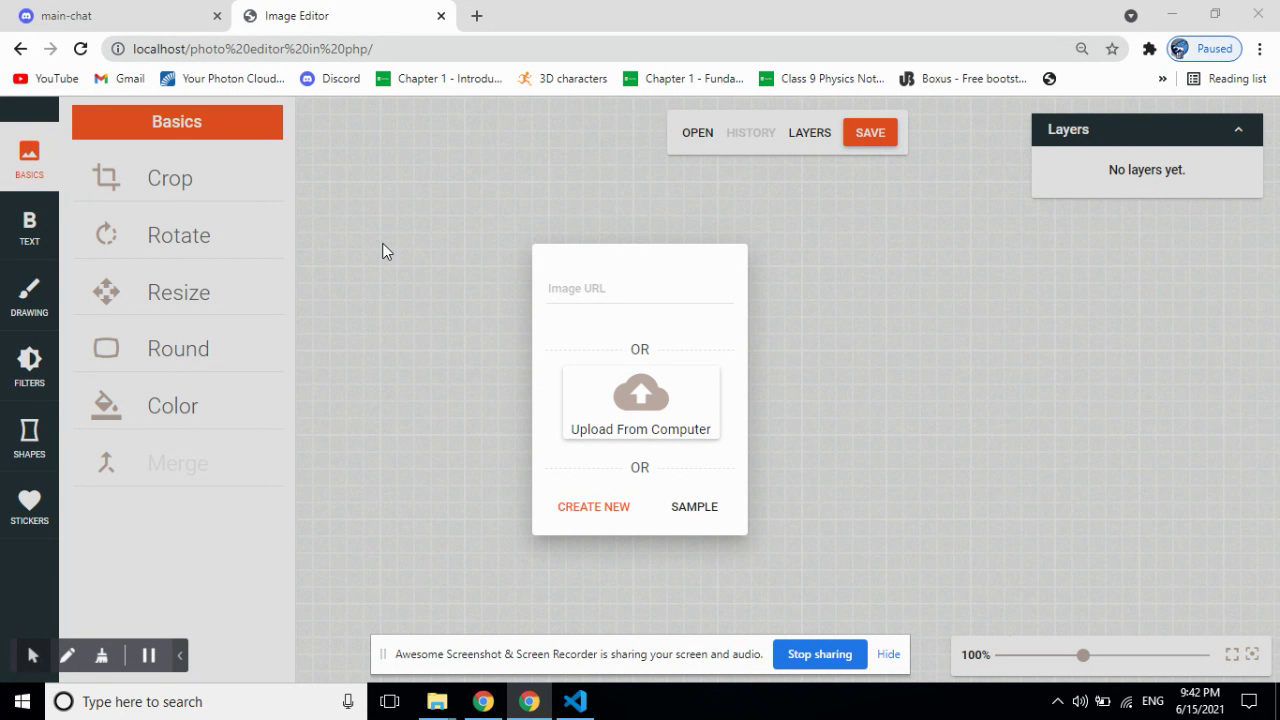 main-chat
Image Editor
localhost/photo%20editor%20in%20php/
Paused
YouTube
Gmail
Your Photon Cloud...
Discord
Chapter 1 - Introdu...
3D characters
Chapter 1 - Funda...
Class 9 Physics Not...
Boxus - Free bootst...
»
Reading list
Basics
BASICS
B
TEXT
DRAWING
FILTERS
SHAPES
STICKERS
Crop
Rotate
Resize
Round
Color
Merge
OPEN
HISTORY
LAYERS
SAVE
Layers
No layers yet.
Image URL
OR
Upload From Computer
OR
CREATE NEW
SAMPLE
Awesome Screenshot & Screen Recorder is sharing your screen and audio.
Stop sharing
Hide
100%
Type here to search
ENG
9:42 PM
6/15/2021